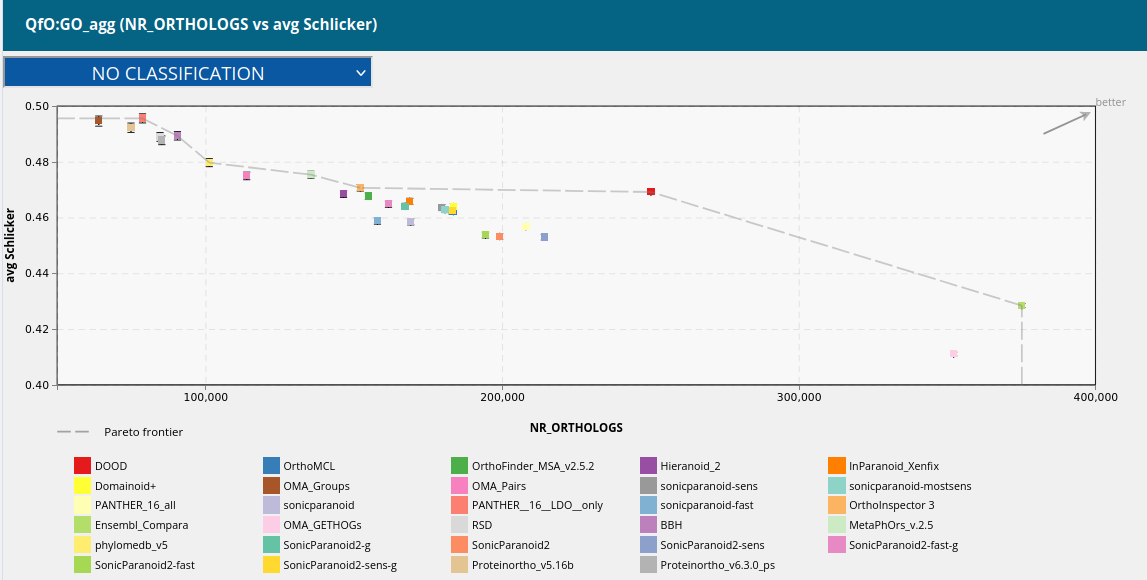 QfO:GO_agg (NR_ORTHOLOGS vs avg Schlicker)
NO CLASSIFICATION
better
0.50
0.48
0.46
0.44
0.42
0.40
avg Schlicker
100,000 200,000 300,000 400,000
NR_ORTHOLOGS
Pareto frontier
DOOD OrthoMCL OrthoFinder_MSA_v2.5.2 Hieranoid_2 InParanoid_Xenfix
Domainoid+ OMA_Groups OMA_Pairs sonicparanoid-sens sonicparanoid-mostsens
PANTHER_16_all sonicparanoid PANTHER__16__LDO__only sonicparanoid-fast OrthoInspector 3
Ensembl_Compara OMA_GETHOGs RSD BBH MetaPhOrs_v.2.5
phylomedb_v5 SonicParanoid2-g SonicParanoid2 SonicParanoid2-sens SonicParanoid2-fast-g
SonicParanoid2-fast SonicParanoid2-sens-g Proteinortho_v5.16b Proteinortho_v6.3.0_ps